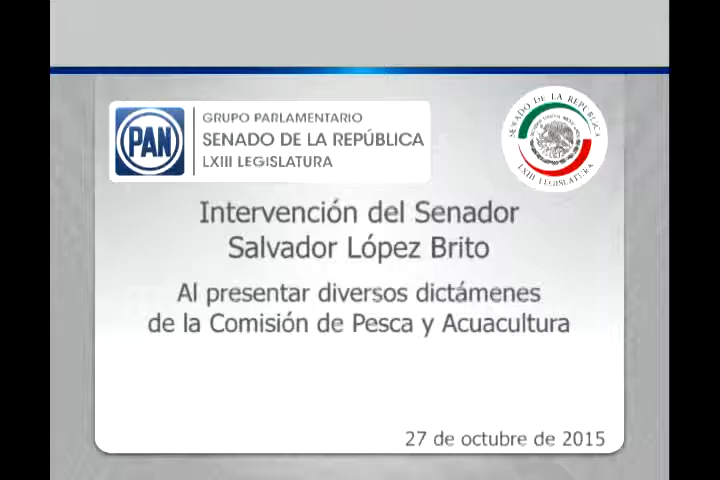 PAN
GRUPO PARLAMENTARIO
SENADO DE LA REPÚBLICA
LXIII LEGISLATURA
SENADO DE LA REPÚBLICA
LXIII LEGISLATURA
Intervención del Senador
Salvador López Brito
Al presentar diversos dictámenes
de la Comisión de Pesca y Acuacultura
27 de octubre de 2015